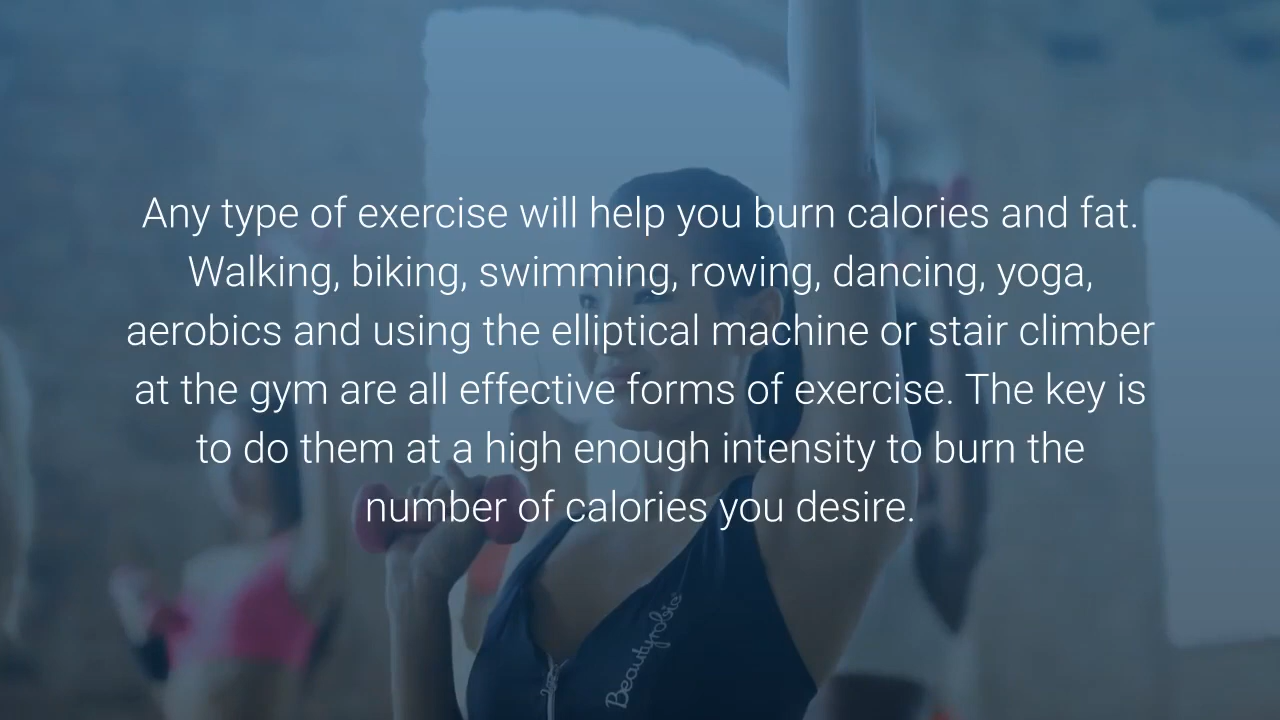 Any type of exercise will help you burn calories and fat.
Walking, biking, swimming, rowing, dancing, yoga,
aerobics and using the elliptical machine or stair climber
at the gym are all effective forms of exercise. The key is
to do them at a high enough intensity to burn the
number of calories you desire.
Beautyrobic